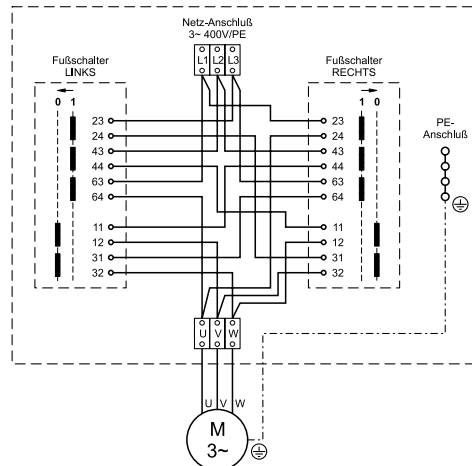 Netz-Anschluß
3~ 400V/PE
L1 L2 L3
Fußschalter
LINKS
0 1
23
24
43
44
63
64
11
12
31
32
Fußschalter
RECHTS
1 0
23
24
43
44
63
64
11
12
31
32
PE-
Anschluß
U V W
U V W
M
3~